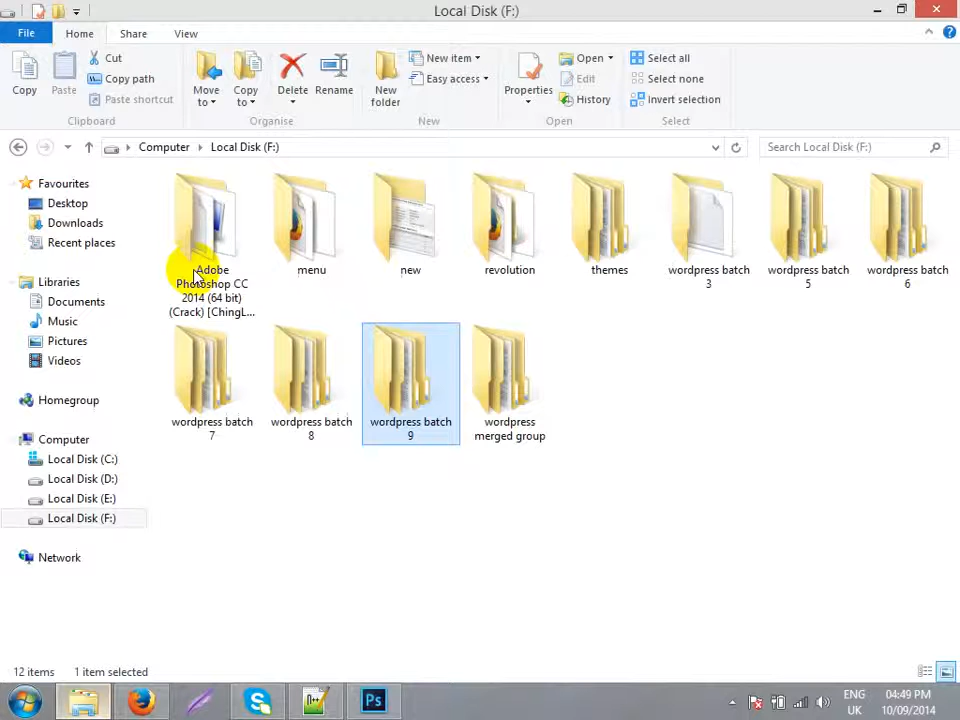 Local Disk (F:)
File Home Share View
Cut
Copy path
Paste shortcut
Copy Paste
Clipboard
Move to Copy to Delete Rename
Organise
New folder
New item
Easy access
New
Properties
Open
Edit
History
Open
Select all
Select none
Invert selection
Select
Computer Local Disk (F:)
Search Local Disk (F:)
Favourites
Desktop
Downloads
Recent places
Libraries
Documents
Music
Pictures
Videos
Homegroup
Computer
Local Disk (C:)
Local Disk (D:)
Local Disk (E:)
Local Disk (F:)
Network
Adobe
Photoshop CC
2014 (64 bit)
(Crack) [ChingL...
menu
new
revolution
themes
wordpress batch
3
wordpress batch
5
wordpress batch
6
wordpress batch
7
wordpress batch
8
wordpress batch
9
wordpress
merged group
12 items 1 item selected
Ps
ENG
UK
04:49 PM
10/09/2014